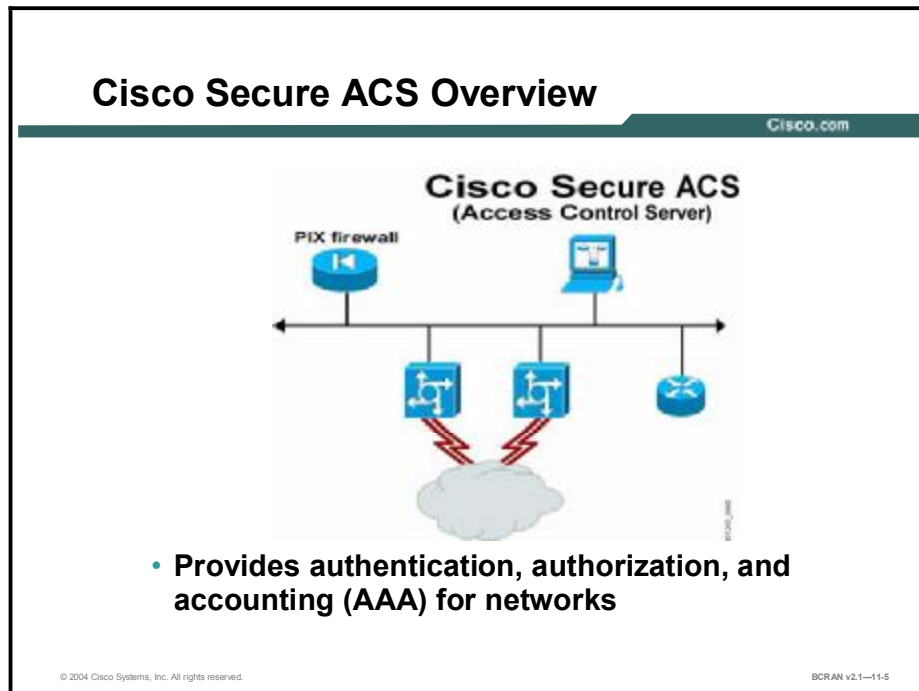 Cisco Secure ACS Overview
Cisco.com
Cisco Secure ACS
(Access Control Server)
PIX firewall
• Provides authentication, authorization, and
accounting (AAA) for networks
© 2004 Cisco Systems, Inc. All rights reserved.
BCRAN v2.1—11-5